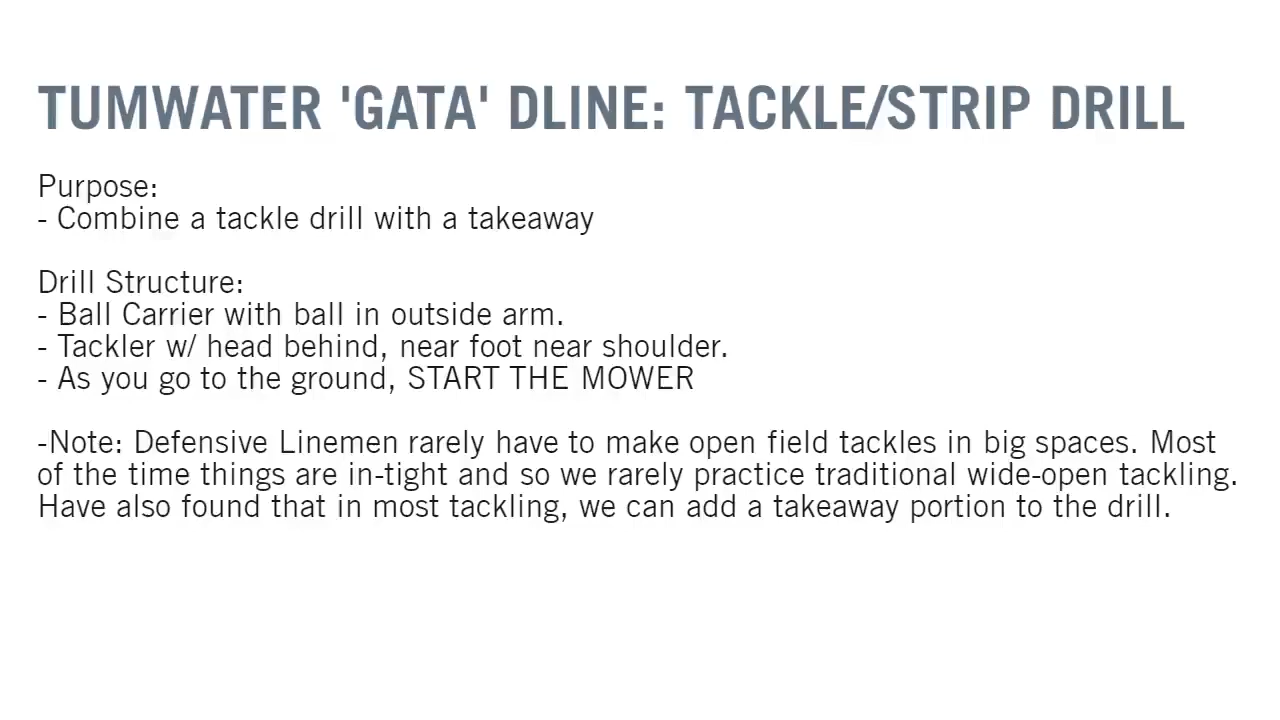 TUMWATER 'GATA' DLINE: TACKLE/STRIP DRILL
Purpose:
- Combine a tackle drill with a takeaway
Drill Structure:
- Ball Carrier with ball in outside arm.
- Tackler w/ head behind, near foot near shoulder.
- As you go to the ground, START THE MOWER
-Note: Defensive Linemen rarely have to make open field tackles in big spaces. Most
of the time things are in-tight and so we rarely practice traditional wide-open tackling.
Have also found that in most tackling, we can add a takeaway portion to the drill.